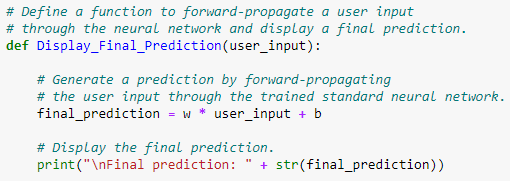 # Define a function to forward-propagate a user input
# through the neural network and display a final prediction.
def Display_Final_Prediction(user_input):
    # Generate a prediction by forward-propagating
    # the user input through the trained standard neural network.
    final_prediction = w * user_input + b
    # Display the final prediction.
    print("\nFinal prediction: " + str(final_prediction))